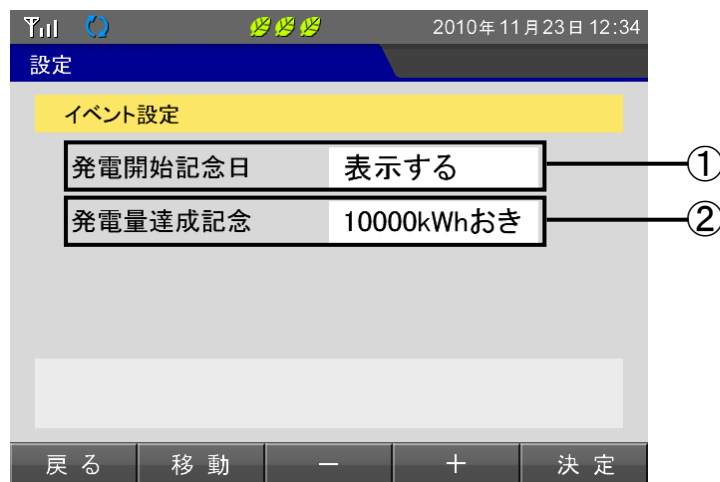 2010年11月23日 12:34
設定
イベント設定
発電開始記念日 表示する ①
発電量達成記念 10000kWhおき ②
戻る 移動 － ＋ 決定